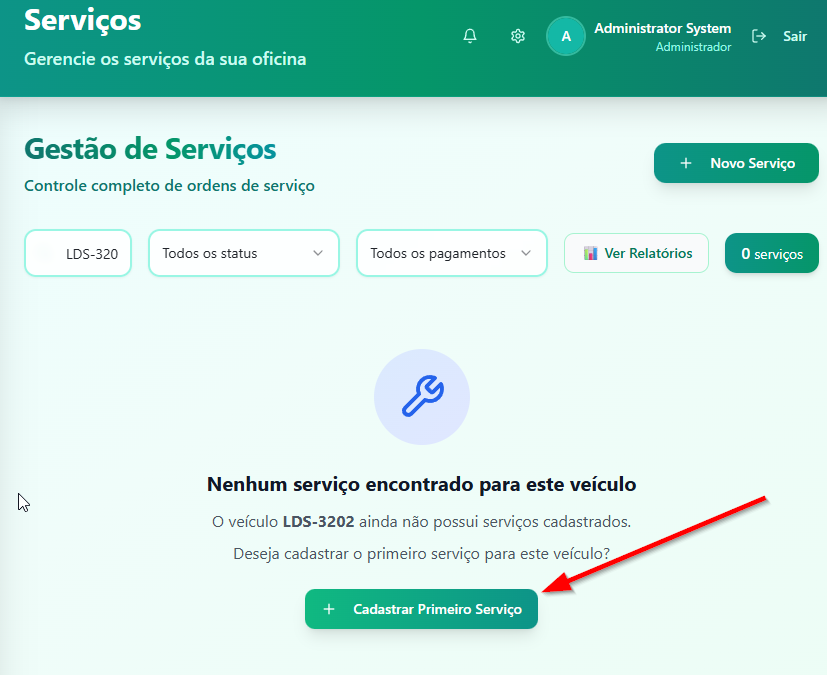 Serviços
Gerencie os serviços da sua oficina
A
Administrator System
Administrador
Sair
Gestão de Serviços
Controle completo de ordens de serviço
+ Novo Serviço
LDS-320
Todos os status
Todos os pagamentos
Ver Relatórios
0 serviços
Nenhum serviço encontrado para este veículo
O veículo LDS-3202 ainda não possui serviços cadastrados.
Deseja cadastrar o primeiro serviço para este veículo?
+ Cadastrar Primeiro Serviço